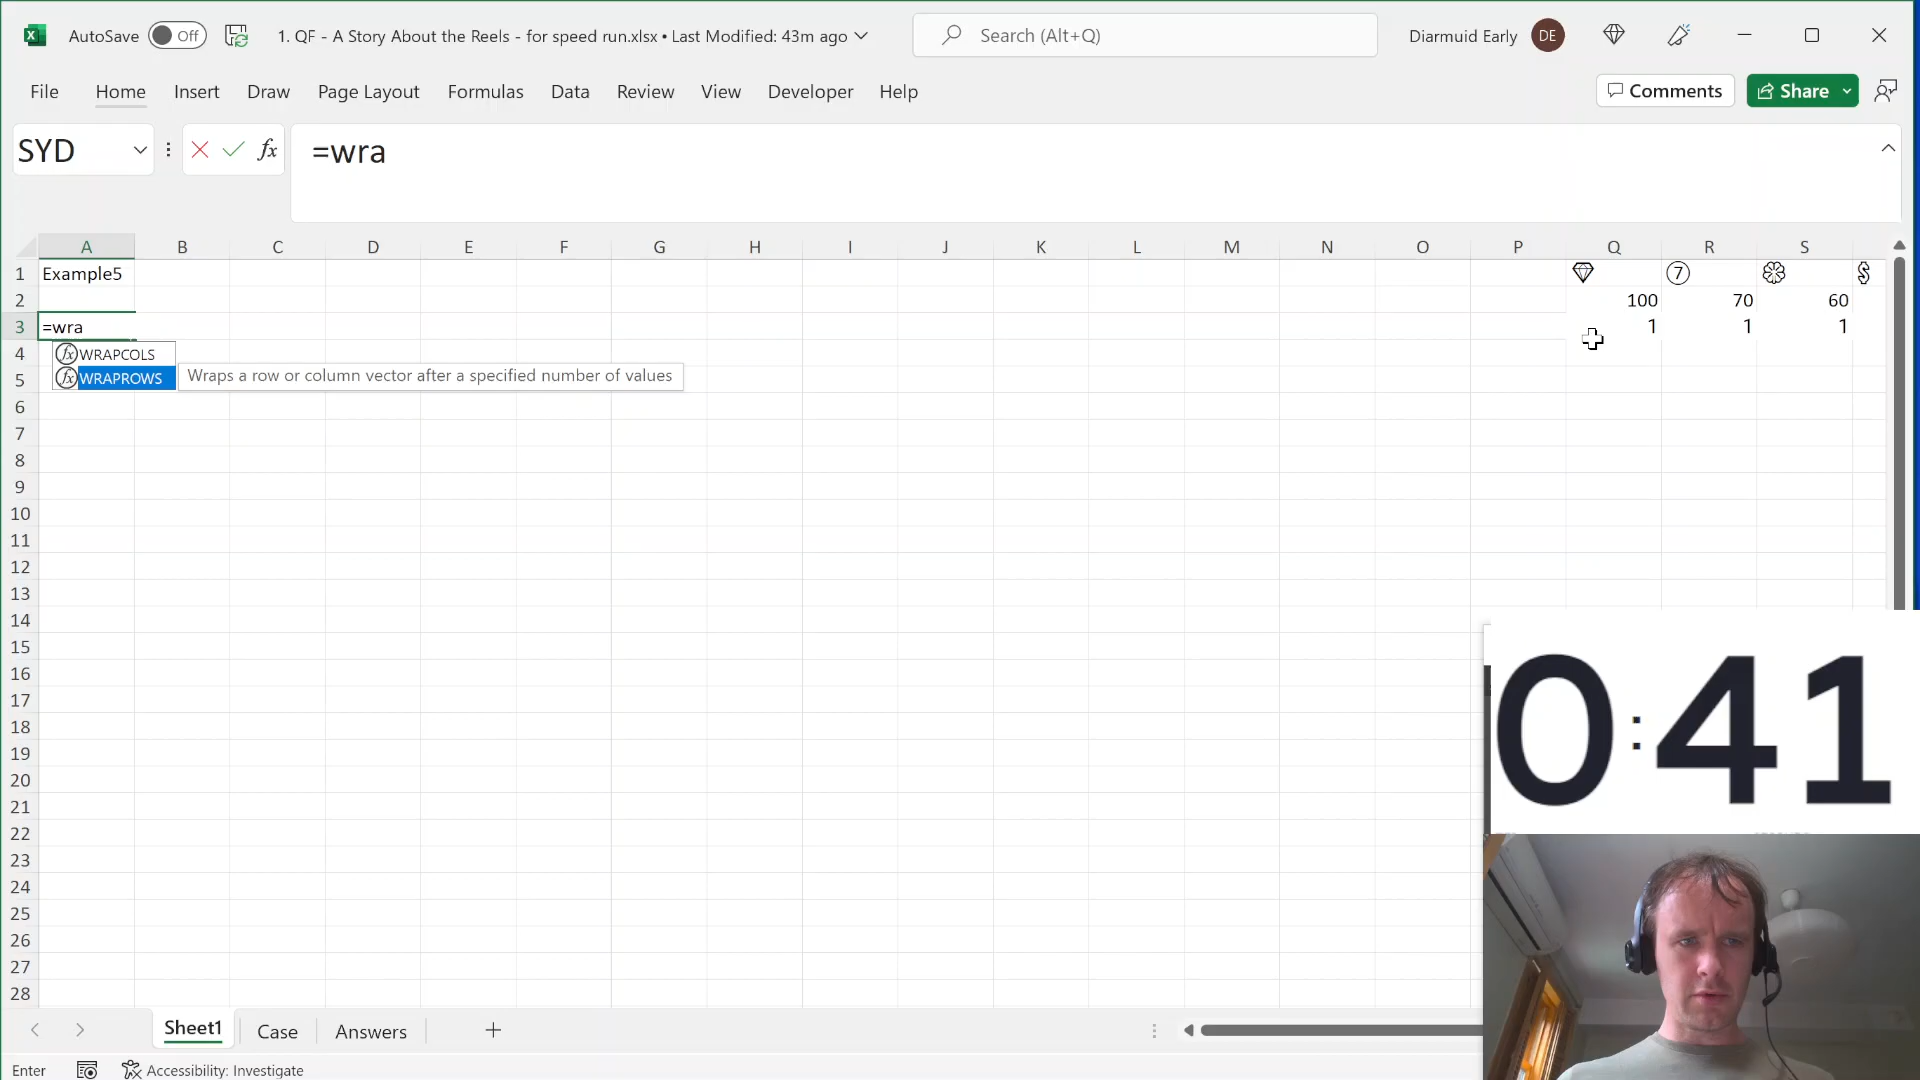 AutoSave Off 1. QF - A Story About the Reels - for speed run.xlsx • Last Modified: 43m ago Search (Alt+Q) Diarmuid Early DE
File Home Insert Draw Page Layout Formulas Data Review View Developer Help Comments Share
SYD fx =wra
A B C D E F G H I J K L M N O P Q R S
1 Example5 7 $
2 100 70 60
3 =wra 1 1 1
4 fx WRAPCOLS
5 fx WRAPROWS Wraps a row or column vector after a specified number of values
6
7
8
9
10
11
12
13
14
15
16
17
18
19
20
21
22
23
24
25
26
27
28
0:41
Sheet1 Case Answers
Enter Accessibility: Investigate